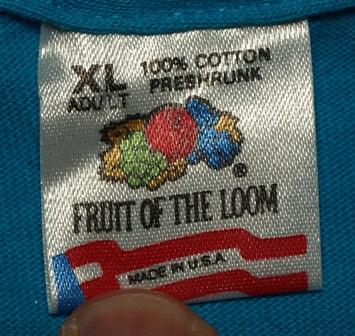 XL
ADULT
100% COTTON
PRESHRUNK
®
FRUIT OF THE LOOM
MADE IN U.S.A